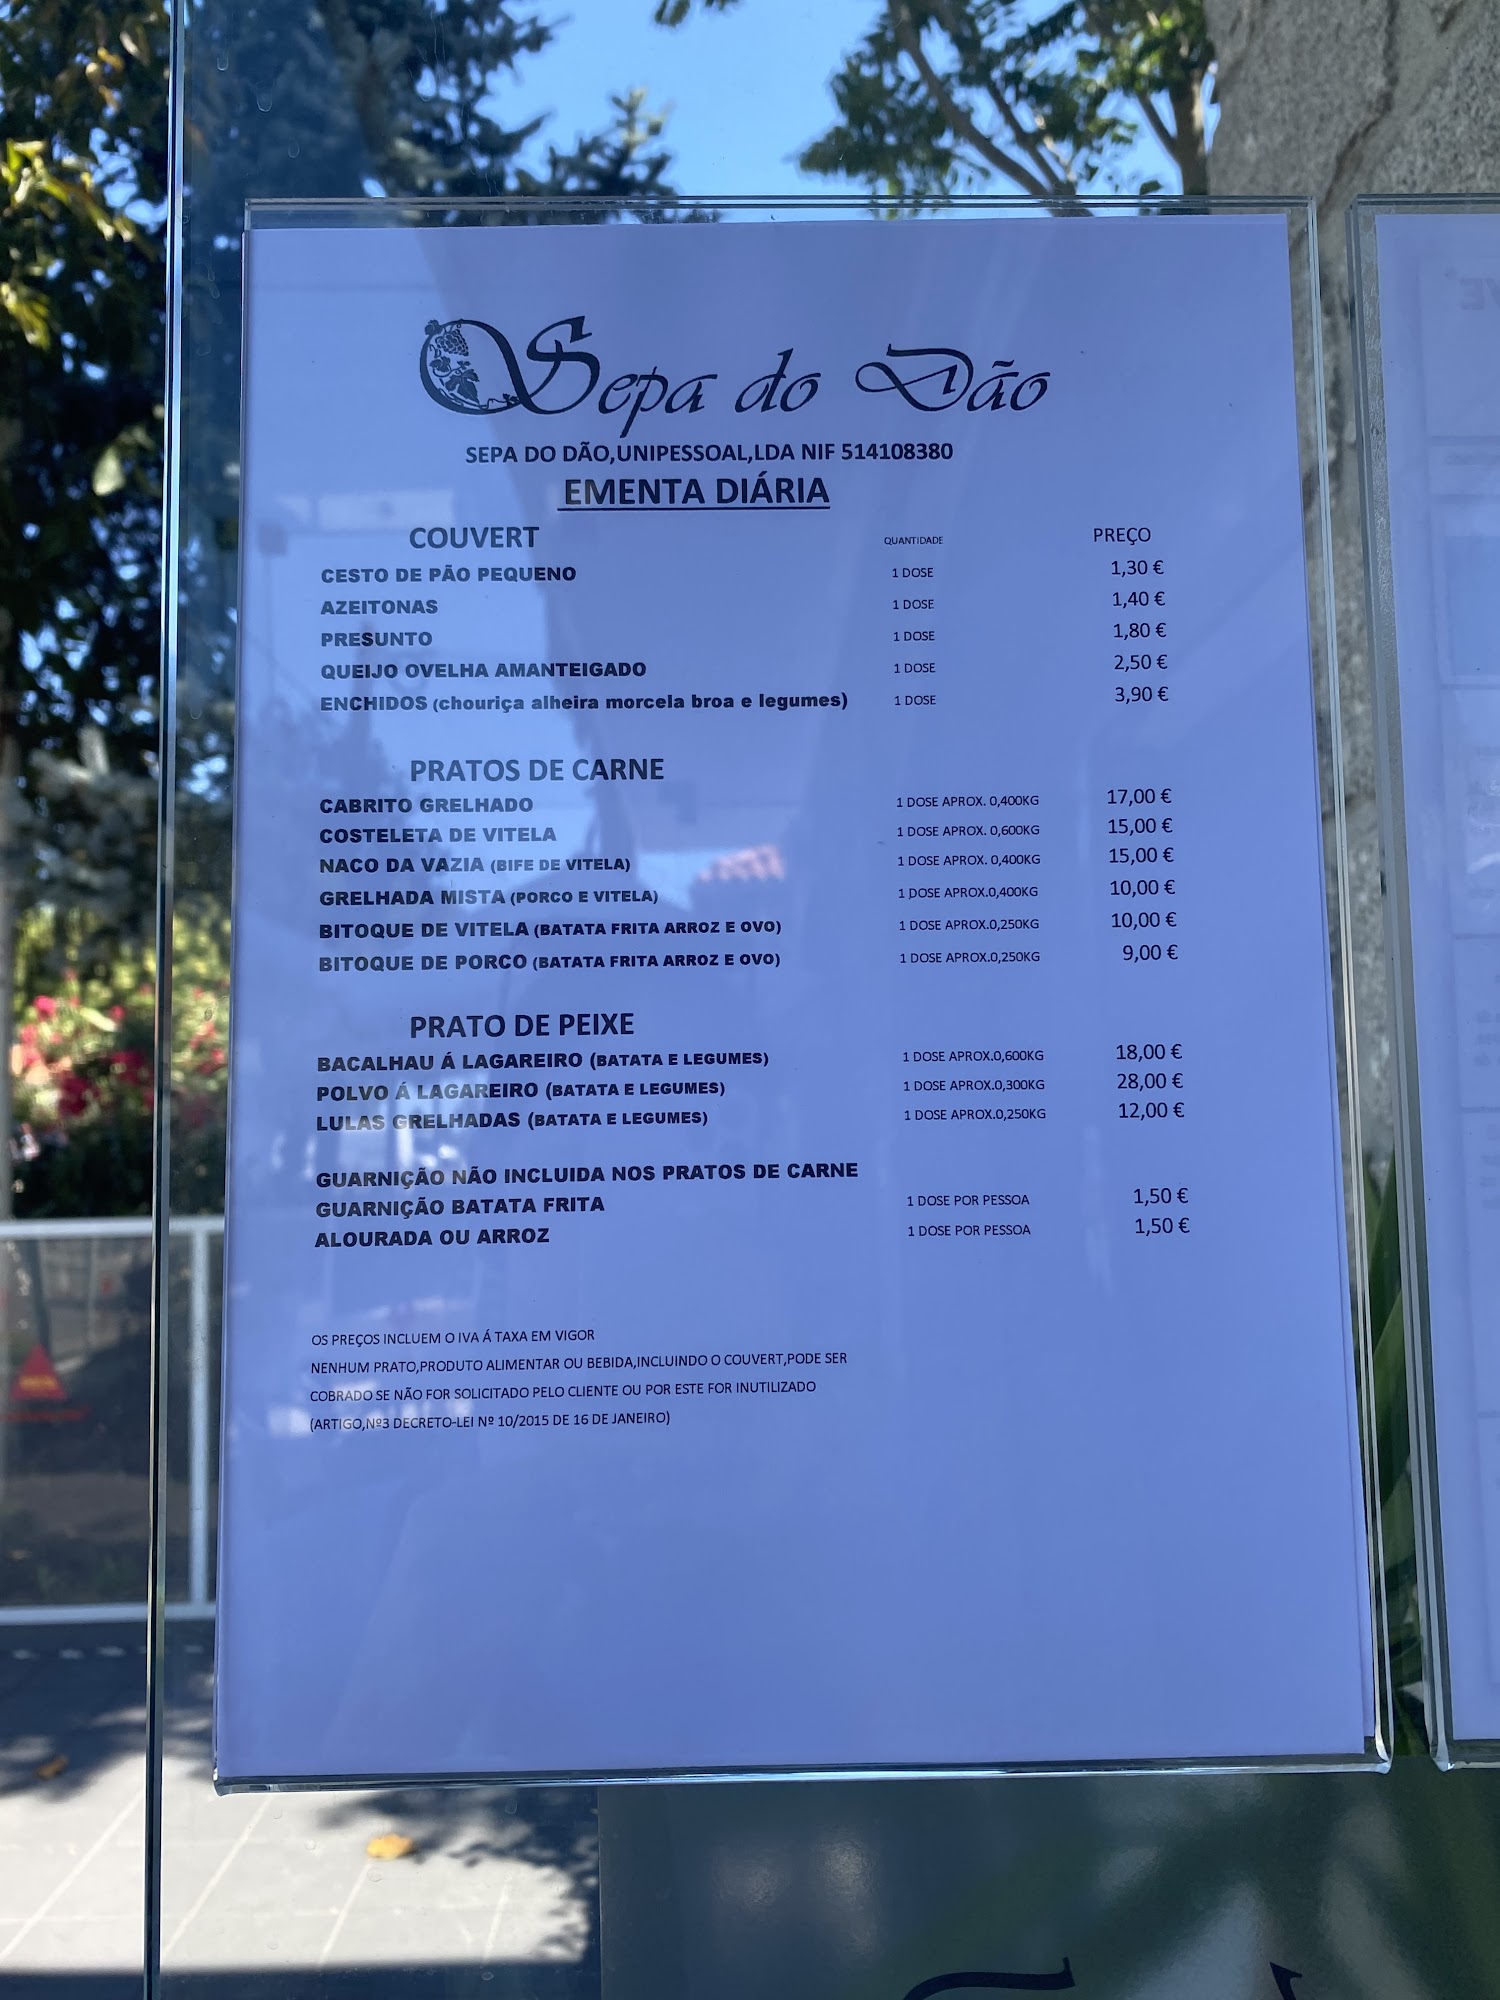 Sepa do Dão
SEPA DO DÃO,UNIPESSOAL,LDA NIF 514108380
EMENTA DIÁRIA
COUVERT QUANTIDADE PREÇO
CESTO DE PÃO PEQUENO 1 DOSE 1,30 €
AZEITONAS 1 DOSE 1,40 €
PRESUNTO 1 DOSE 1,80 €
QUEIJO OVELHA AMANTEIGADO 1 DOSE 2,50 €
ENCHIDOS (chouriça alheira morcela broa e legumes) 1 DOSE 3,90 €
PRATOS DE CARNE
CABRITO GRELHADO 1 DOSE APROX. 0,400KG 17,00 €
COSTELETA DE VITELA 1 DOSE APROX. 0,600KG 15,00 €
NACO DA VAZIA (BIFE DE VITELA) 1 DOSE APROX. 0,400KG 15,00 €
GRELHADA MISTA (PORCO E VITELA) 1 DOSE APROX.0,400KG 10,00 €
BITOQUE DE VITELA (BATATA FRITA ARROZ E OVO) 1 DOSE APROX.0,250KG 10,00 €
BITOQUE DE PORCO (BATATA FRITA ARROZ E OVO) 1 DOSE APROX.0,250KG 9,00 €
PRATO DE PEIXE
BACALHAU Á LAGAREIRO (BATATA E LEGUMES) 1 DOSE APROX.0,600KG 18,00 €
POLVO Á LAGAREIRO (BATATA E LEGUMES) 1 DOSE APROX.0,300KG 28,00 €
LULAS GRELHADAS (BATATA E LEGUMES) 1 DOSE APROX.0,250KG 12,00 €
GUARNIÇÃO NÃO INCLUIDA NOS PRATOS DE CARNE
GUARNIÇÃO BATATA FRITA 1 DOSE POR PESSOA 1,50 €
ALOURADA OU ARROZ 1 DOSE POR PESSOA 1,50 €
OS PREÇOS INCLUEM O IVA Á TAXA EM VIGOR
NENHUM PRATO,PRODUTO ALIMENTAR OU BEBIDA,INCLUINDO O COUVERT,PODE SER
COBRADO SE NÃO FOR SOLICITADO PELO CLIENTE OU POR ESTE FOR INUTILIZADO
(ARTIGO,Nº3 DECRETO-LEI Nº 10/2015 DE 16 DE JANEIRO)